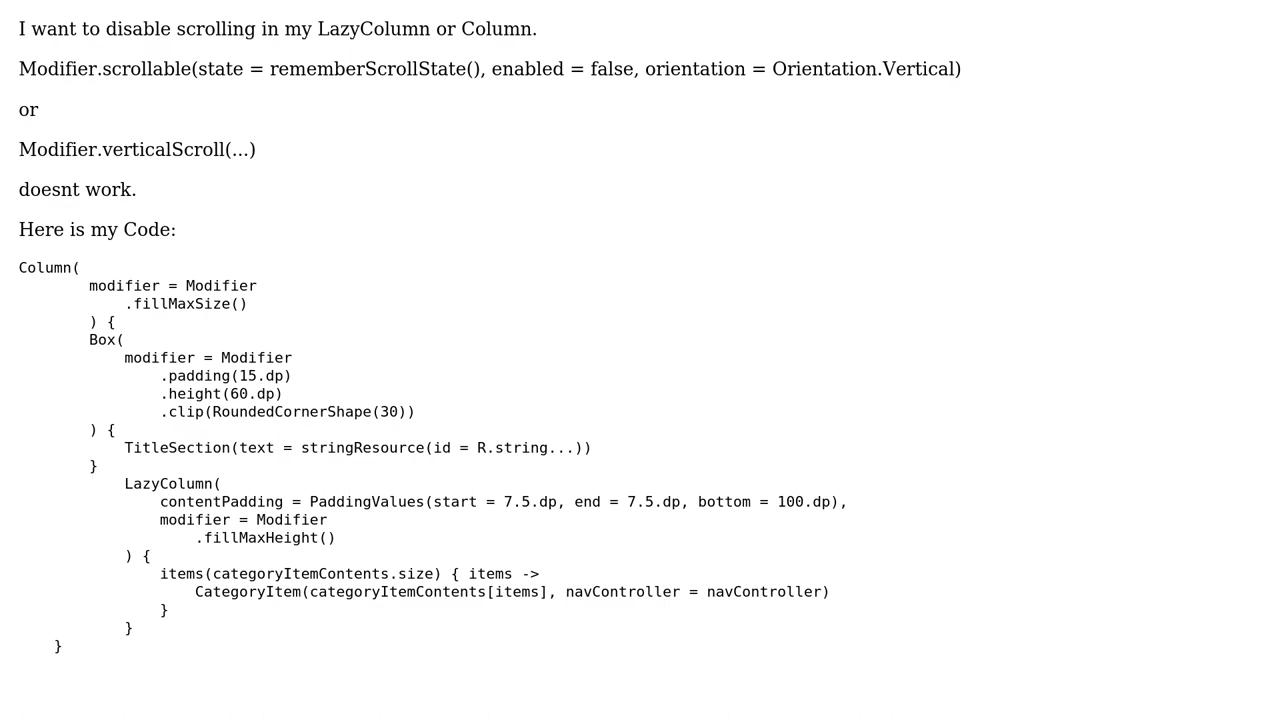 I want to disable scrolling in my LazyColumn or Column.
Modifier.scrollable(state = rememberScrollState(), enabled = false, orientation = Orientation.Vertical)
or
Modifier.verticalScroll(...)
doesnt work.
Here is my Code:
Column(
        modifier = Modifier
            .fillMaxSize()
        ) {
        Box(
            modifier = Modifier
                .padding(15.dp)
                .height(60.dp)
                .clip(RoundedCornerShape(30))
        ) {
            TitleSection(text = stringResource(id = R.string...))
        }
            LazyColumn(
                contentPadding = PaddingValues(start = 7.5.dp, end = 7.5.dp, bottom = 100.dp),
                modifier = Modifier
                    .fillMaxHeight()
            ) {
                items(categoryItemContents.size) { items ->
                    CategoryItem(categoryItemContents[items], navController = navController)
                }
            }
    }